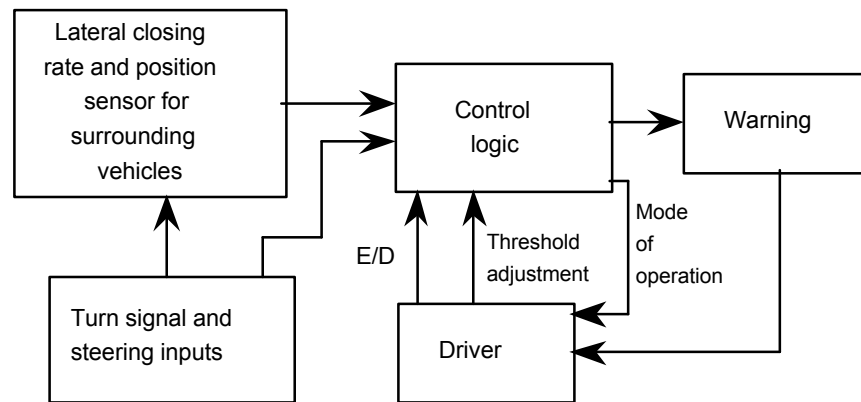 Lateral closing
rate and position
sensor for
surrounding
vehicles
Control
logic
Warning
E/D
Threshold
adjustment
Mode
of
operation
Turn signal and
steering inputs
Driver